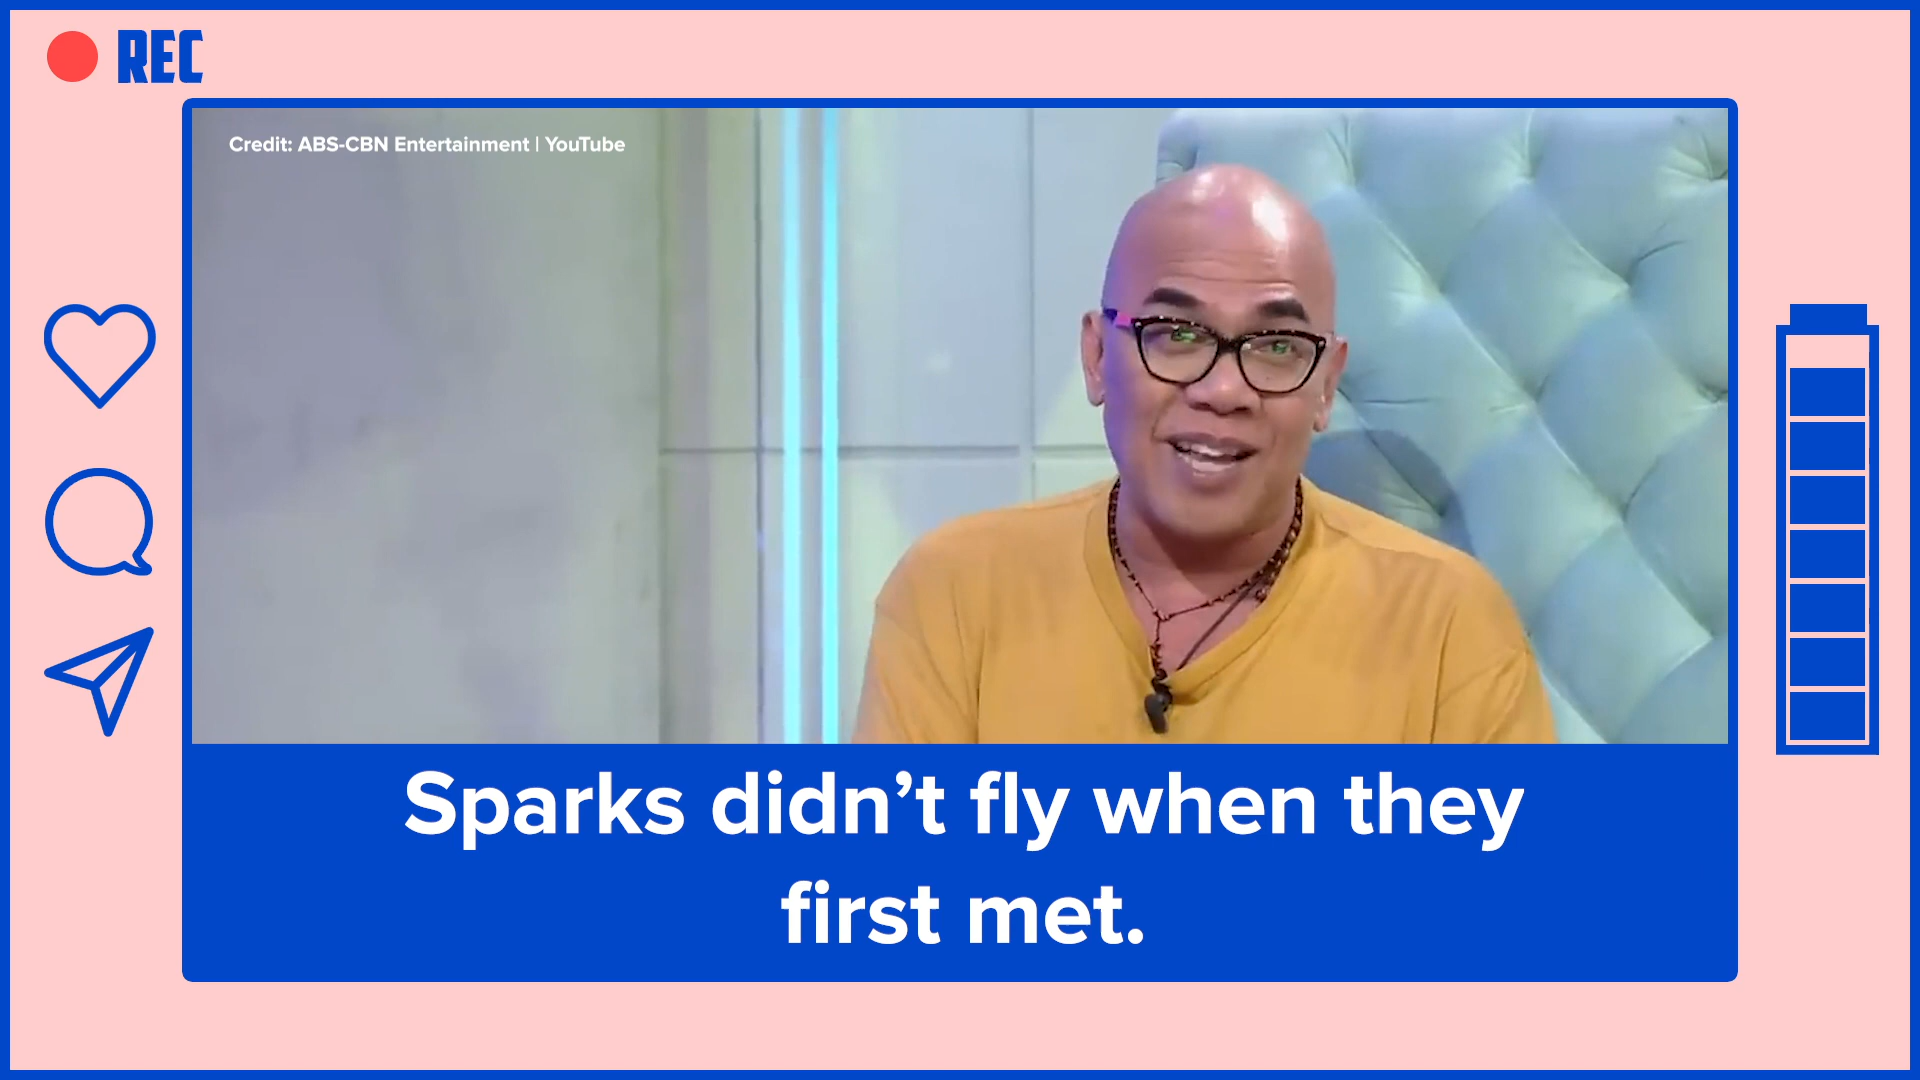 REC
Credit: ABS-CBN Entertainment | YouTube
Sparks didn’t fly when they
first met.